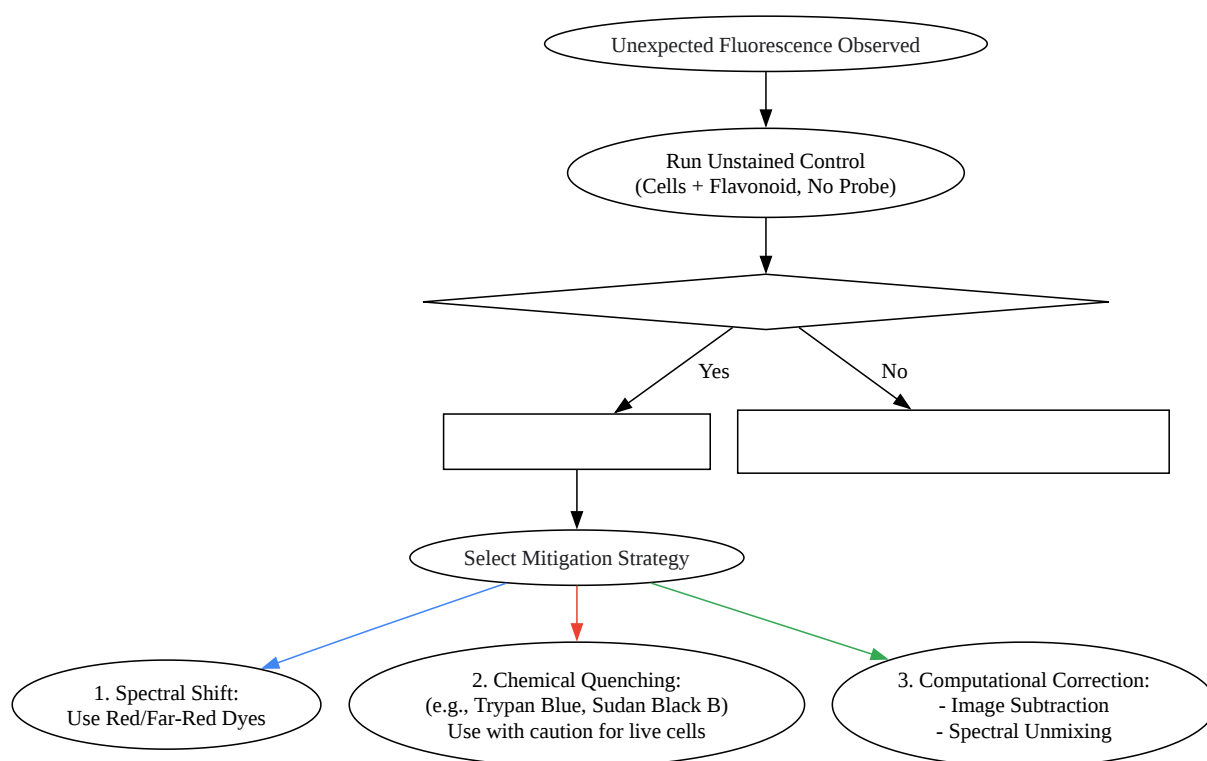 Unexpected Fluorescence Observed
Run Unstained Control
(Cells + Flavonoid, No Probe)
Yes
No
Select Mitigation Strategy
1. Spectral Shift:
Use Red/Far-Red Dyes
2. Chemical Quenching:
(e.g., Trypan Blue, Sudan Black B)
Use with caution for live cells
3. Computational Correction:
- Image Subtraction
- Spectral Unmixing